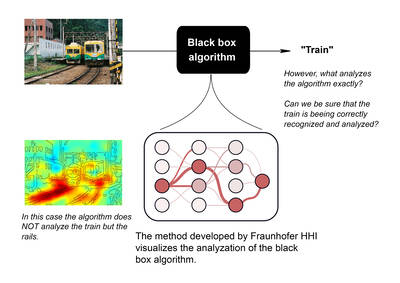 Black box
algorithm
"Train"
However, what analyzes
the algorithm exactly?
Can we be sure that the
train is beeing correctly
recognized and analyzed?
In this case the algorithm does
NOT analyze the train but the
rails.
The method developed by Fraunhofer HHI
visualizes the analyzation of the black
box algorithm.